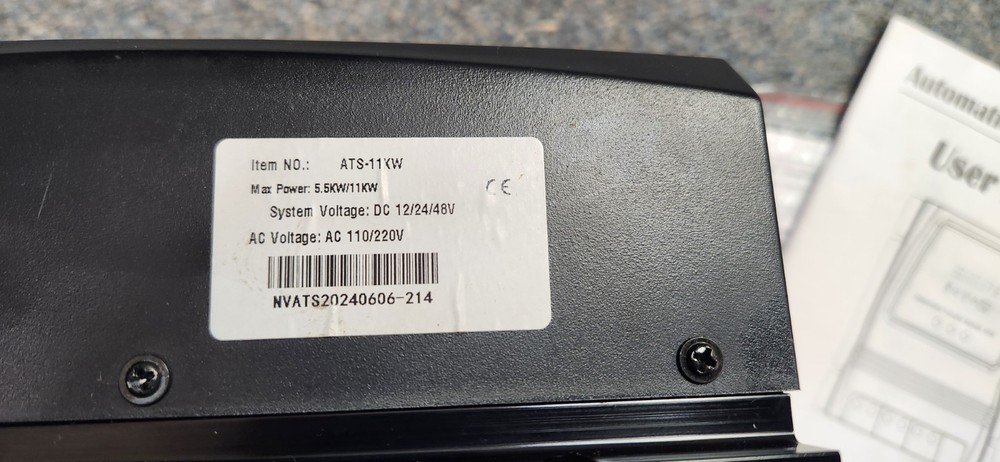 Item NO.: ATS-11KW
Max Power: 5.5KW/11KW
CE
System Voltage: DC 12/24/48V
AC Voltage: AC 110/220V
NVATS20240606-214
Automati
User